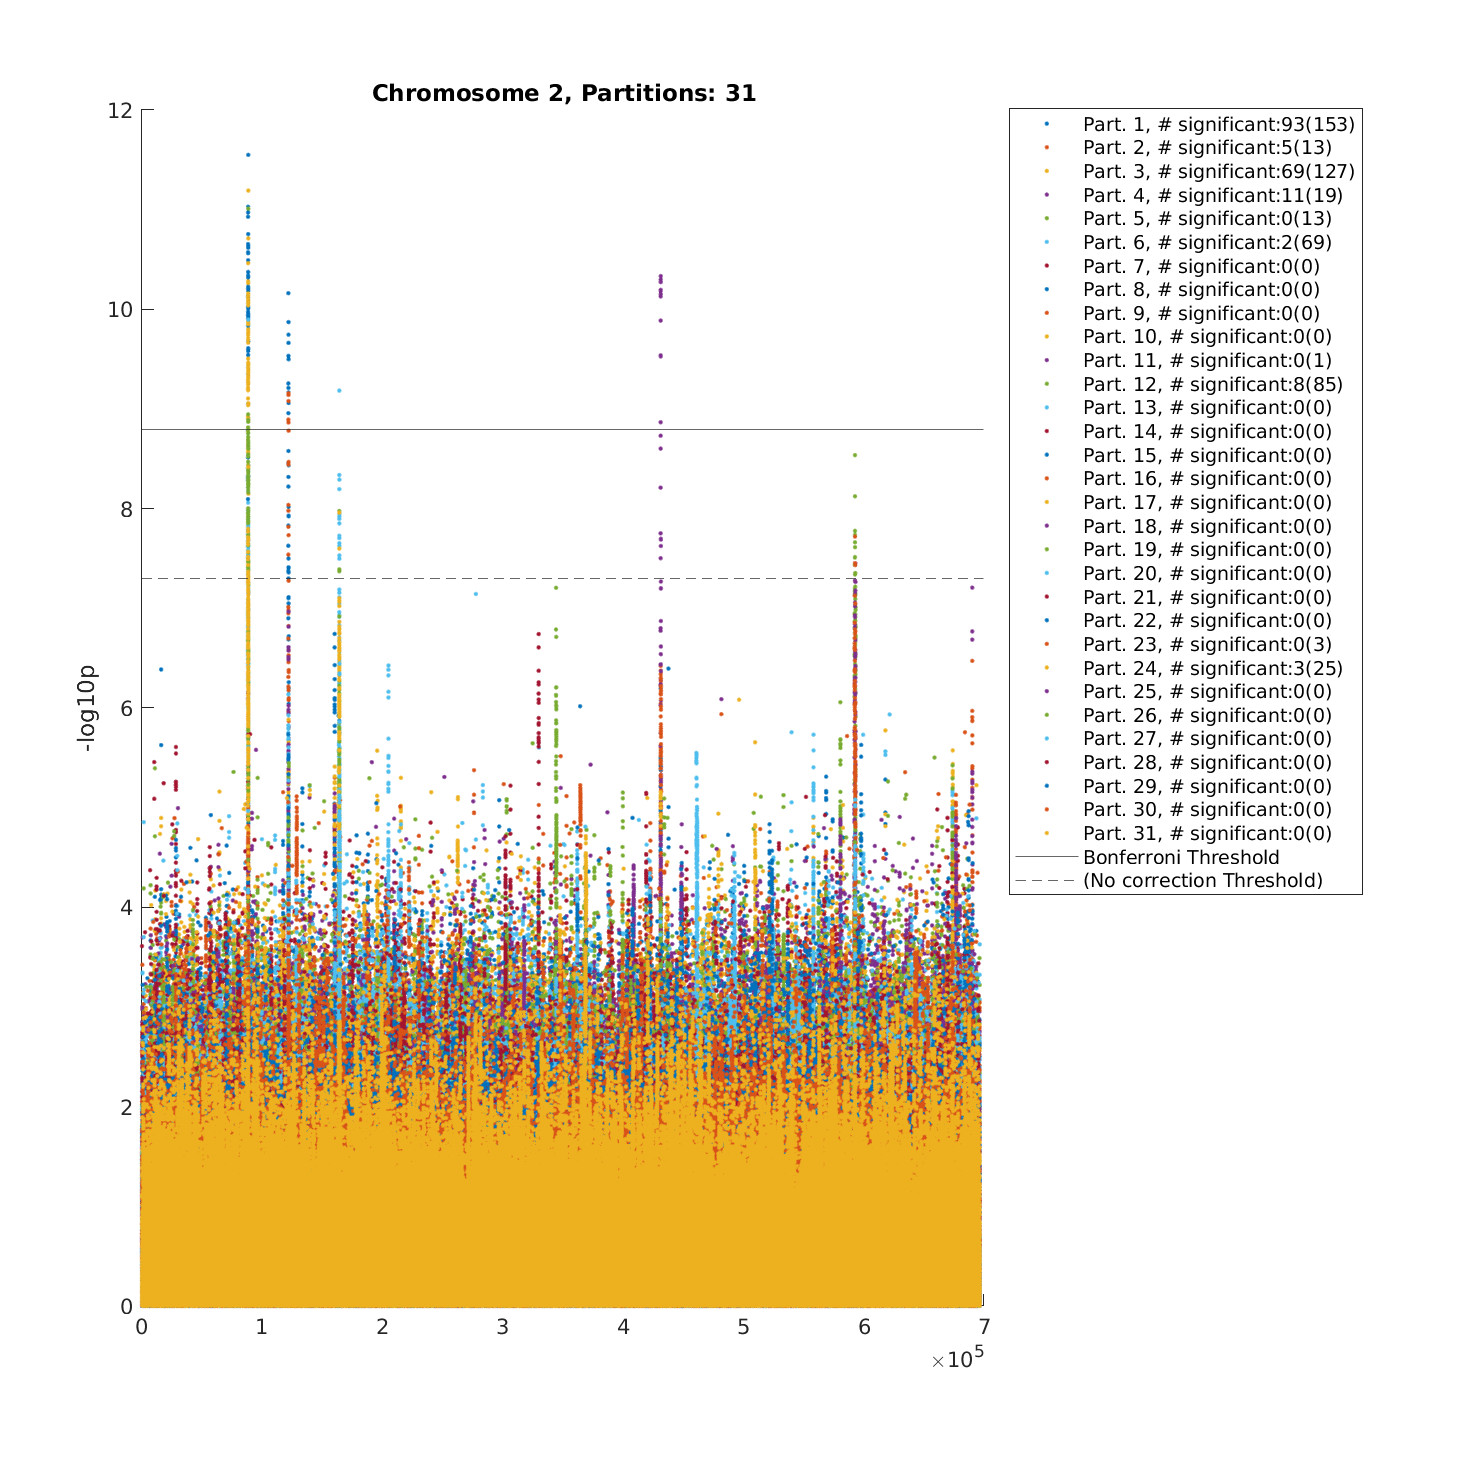 Chromosome 2, Partitions: 31
12
10
8
6
4
2
0
-log10p
0 1 2 3 4 5 6 7
×10^5
Part. 1, # significant:93(153)
Part. 2, # significant:5(13)
Part. 3, # significant:69(127)
Part. 4, # significant:11(19)
Part. 5, # significant:0(13)
Part. 6, # significant:2(69)
Part. 7, # significant:0(0)
Part. 8, # significant:0(0)
Part. 9, # significant:0(0)
Part. 10, # significant:0(0)
Part. 11, # significant:0(1)
Part. 12, # significant:8(85)
Part. 13, # significant:0(0)
Part. 14, # significant:0(0)
Part. 15, # significant:0(0)
Part. 16, # significant:0(0)
Part. 17, # significant:0(0)
Part. 18, # significant:0(0)
Part. 19, # significant:0(0)
Part. 20, # significant:0(0)
Part. 21, # significant:0(0)
Part. 22, # significant:0(0)
Part. 23, # significant:0(3)
Part. 24, # significant:3(25)
Part. 25, # significant:0(0)
Part. 26, # significant:0(0)
Part. 27, # significant:0(0)
Part. 28, # significant:0(0)
Part. 29, # significant:0(0)
Part. 30, # significant:0(0)
Part. 31, # significant:0(0)
Bonferroni Threshold
(No correction Threshold)